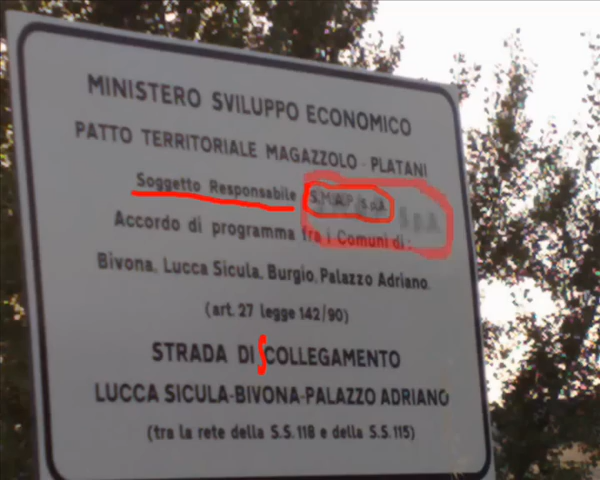 MINISTERO SVILUPPO ECONOMICO
PATTO TERRITORIALE MAGAZZOLO - PLATANI
Soggetto Responsabile S.M.A.P. S.p.A.
Accordo di programma fra i Comuni di :
Bivona, Lucca Sicula, Burgio, Palazzo Adriano.
(art. 27 legge 142/90)
STRADA DI SCOLLEGAMENTO
LUCCA SICULA-BIVONA-PALAZZO ADRIANO
(tra la rete della S.S. 118 e della S.S. 115)